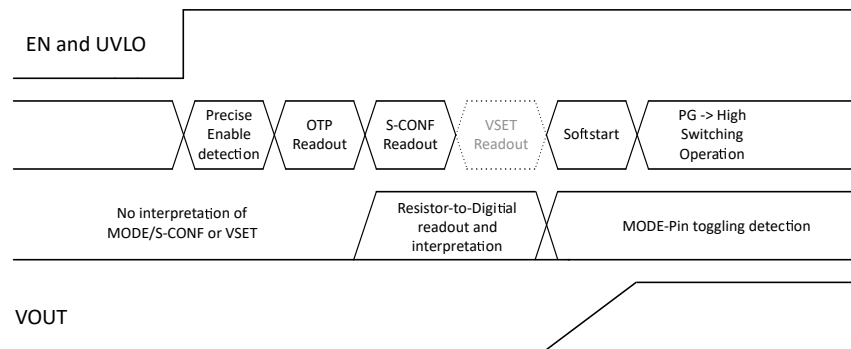 EN and UVLO
Precise
Enable
detection
OTP
Readout
S-CONF
Readout
VSET
Readout
Softstart
PG -> High
Switching
Operation
No interpretation of
MODE/S-CONF or VSET
Resistor-to-Digital
readout and
interpretation
MODE-Pin toggling detection
VOUT